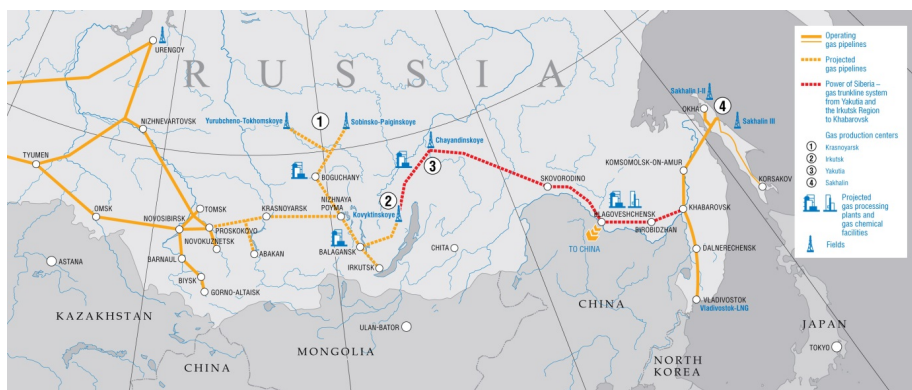 URENGOY
R U S S I A
Sakhalin I-II
OKHA
4
Sakhalin III
Yurubcheno-Tokhomskoye
1
Sobinsko-Paiginskoye
NIZHNEVARTOVSK
Chayandinskoye
TYUMEN
3
KOMSOMOLSK-ON-AMUR
BOGUCHANY
SKOVORODINO
KORSAKOV
2
OMSK
TOMSK
KRASNOYARSK
NIZHNAYA
POYMA
Kovyktinskoye
KHABAROVSK
NOVOSIBIRSK
PROSKOKOVO
BLAGOVESHCHENSK
BIROBIDZHAN
NOVOKUZNETSK
ABAKAN
BALAGANSK
CHITA
TO CHINA
DALNERECHENSK
ASTANA
BARNAUL
IRKUTSK
BIYSK
GORNO-ALTAISK
CHINA
VLADIVOSTOK
Vladivostok-LNG
KAZAKHSTAN
ULAN-BATOR
JAPAN
MONGOLIA
TOKYO
CHINA
NORTH
KOREA
Operating
gas pipelines
Projected
gas pipelines
Power of Siberia –
gas trunkline system
from Yakutia and
the Irkutsk Region
to Khabarovsk
Gas production centers
1 Krasnoyarsk
2 Irkutsk
3 Yakutia
4 Sakhalin
Projected
gas processing
plants and
gas chemical
facilities
Fields